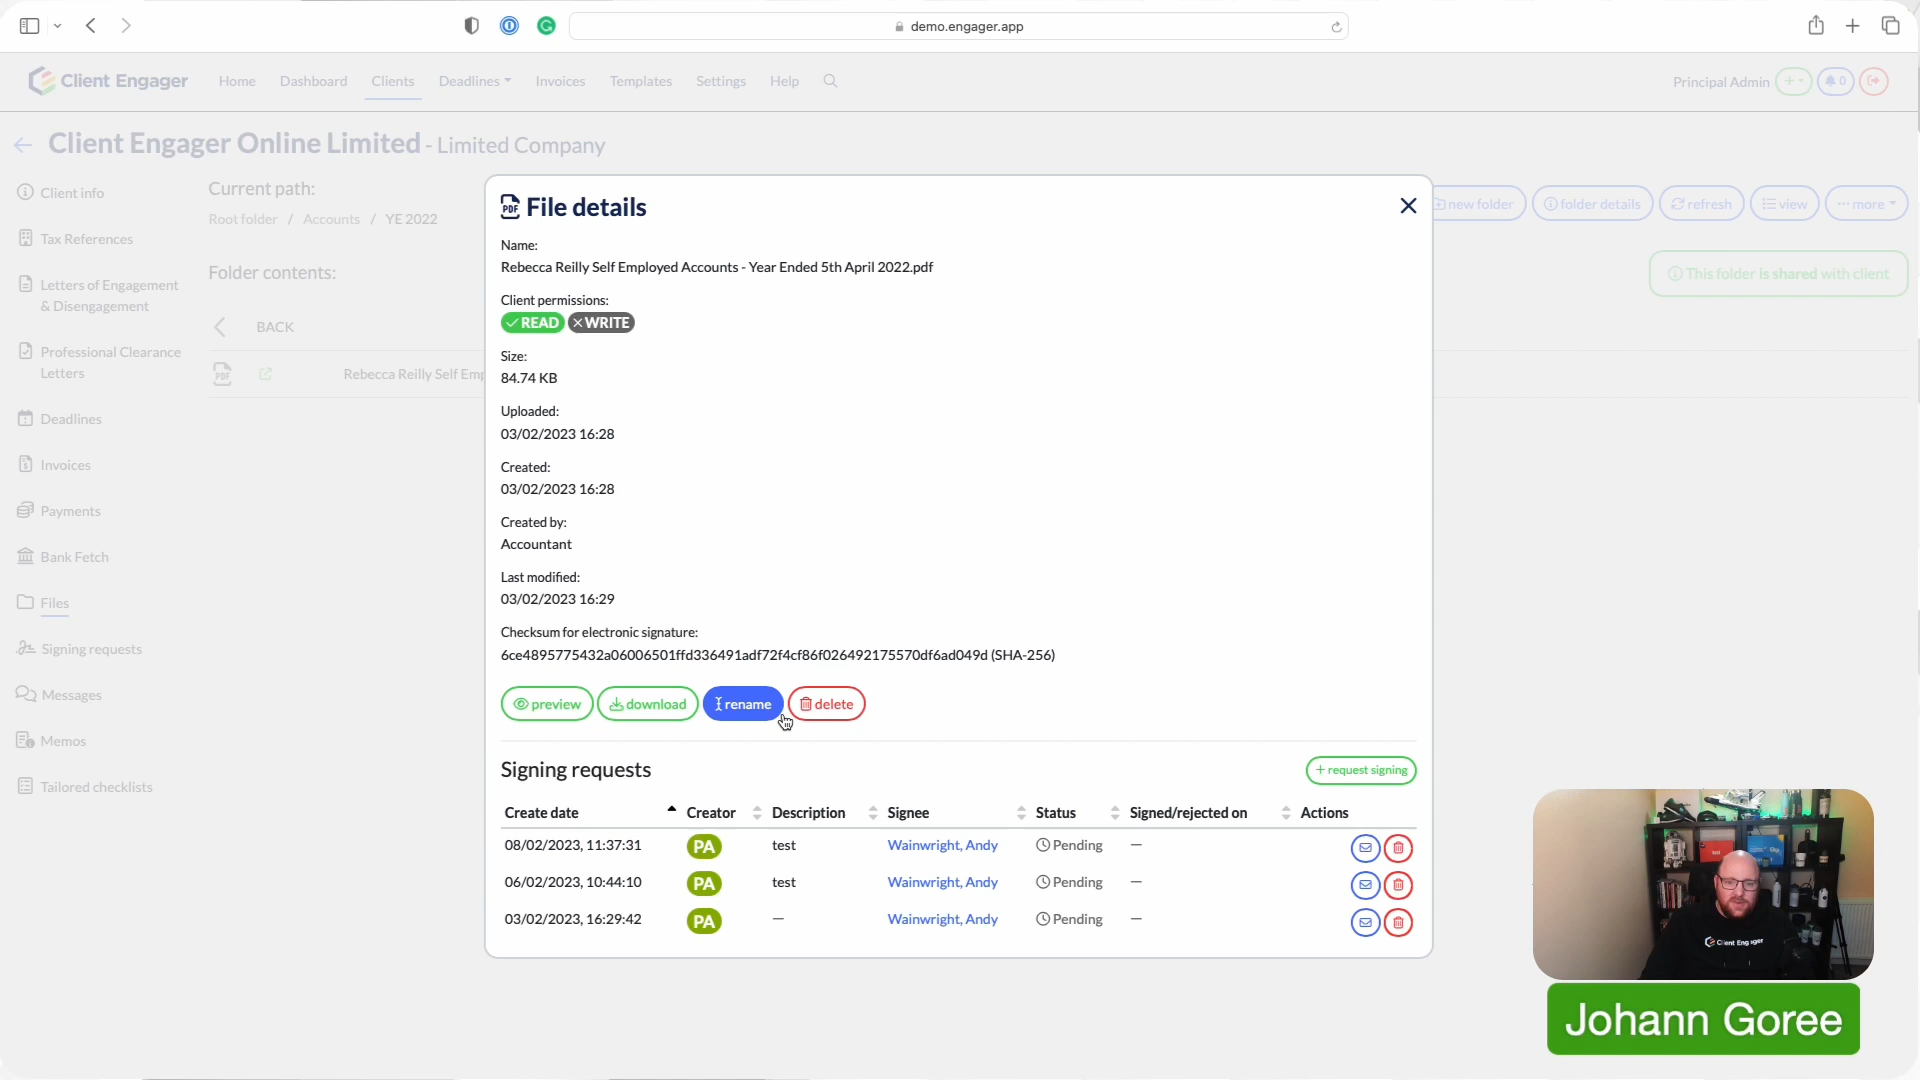 demo.engager.app
Client Engager
Home
Dashboard
Clients
Deadlines
Invoices
Templates
Settings
Help
Principal Admin
+
0
Client Engager Online Limited - Limited Company
Client info
Tax References
Letters of Engagement
& Disengagement
Professional Clearance
Letters
Deadlines
Invoices
Payments
Bank Fetch
Files
Signing requests
Messages
Memos
Tailored checklists
Current path:
Root folder / Accounts / YE 2022
Folder contents:
BACK
PDF
Rebecca Reilly Self Emp
new folder
folder details
refresh
view
more
This folder is shared with client
PDF File details
Name:
Rebecca Reilly Self Employed Accounts - Year Ended 5th April 2022.pdf
Client permissions:
READ
WRITE
Size:
84.74 KB
Uploaded:
03/02/2023 16:28
Created:
03/02/2023 16:28
Created by:
Accountant
Last modified:
03/02/2023 16:29
Checksum for electronic signature:
6ce4895775432a06006501ffd336491adf72f4cf86f026492175570df6ad049d (SHA-256)
preview
download
rename
delete
Signing requests
+ request signing
Create date Creator Description Signee Status Signed/rejected on Actions
08/02/2023, 11:37:31 PA test Wainwright, Andy Pending —
06/02/2023, 10:44:10 PA test Wainwright, Andy Pending —
03/02/2023, 16:29:42 PA — Wainwright, Andy Pending —
Client Engager
Johann Goree